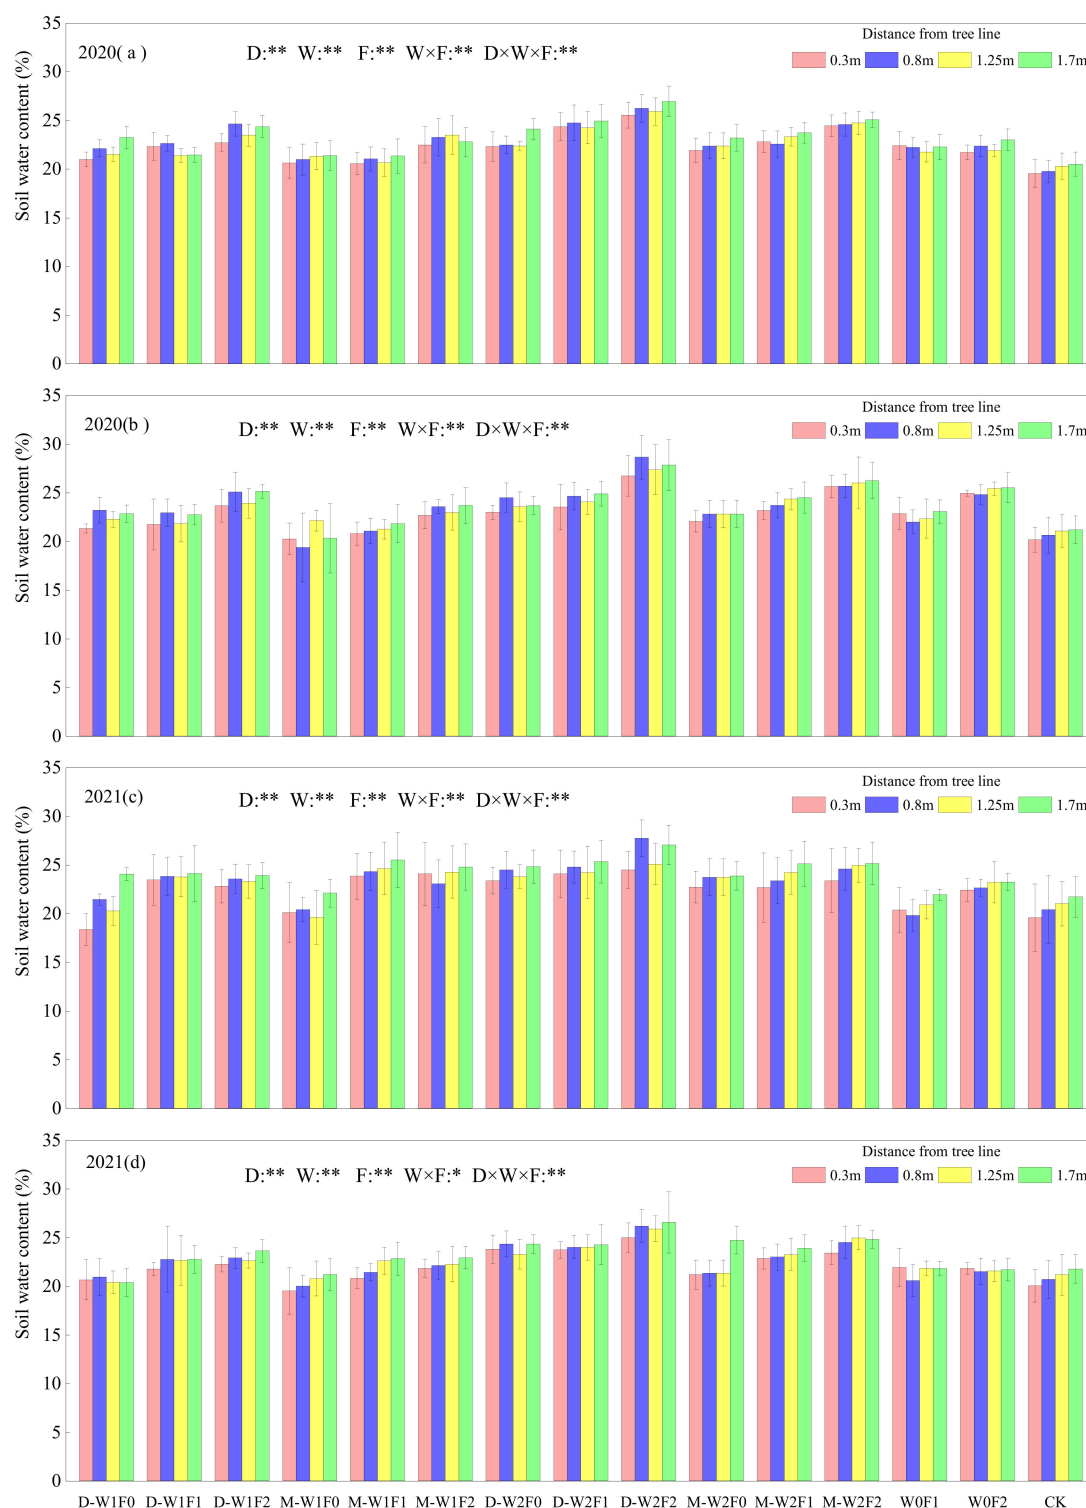 Soil water content (%)
35
30
25
20
15
10
5
0
2020( a )
D:** W:** F:** W×F:** D×W×F:**
Distance from tree line
0.3m 0.8m 1.25m 1.7m
Soil water content (%)
35
30
25
20
15
10
5
0
2020(b )
D:** W:** F:** W×F:** D×W×F:**
Distance from tree line
0.3m 0.8m 1.25m 1.7m
Soil water content (%)
35
30
25
20
15
10
5
0
2021(c)
D:** W:** F:** W×F:** D×W×F:**
Distance from tree line
0.3m 0.8m 1.25m 1.7m
Soil water content (%)
35
30
25
20
15
10
5
0
2021(d)
D:** W:** F:** W×F:* D×W×F:**
Distance from tree line
0.3m 0.8m 1.25m 1.7m
D-W1F0 D-W1F1 D-W1F2 M-W1F0 M-W1F1 M-W1F2 D-W2F0 D-W2F1 D-W2F2 M-W2F0 M-W2F1 M-W2F2 W0F1 W0F2 CK